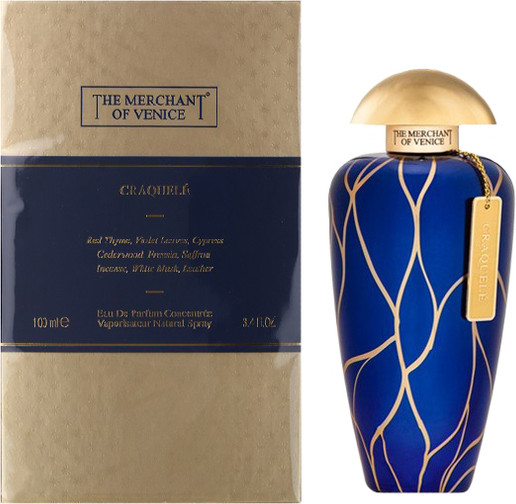 THE MERCHANT®
OF VENICE
CRAQUELÉ
Red Thyme, Violet Leaves, Cypress
Cedarwood Freesia, Saffron
Incense, White Musk, Leather
Eau De Parfum Concentrée
Vaporisateur Natural Spray
100 ml ℮
3.4 fl.oz.
THE MERCHANT
OF VENICE
CRAQUELÉ